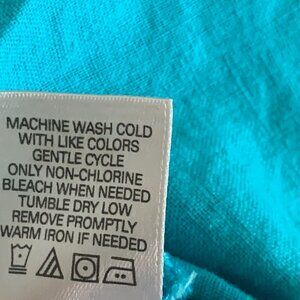 MACHINE WASH COLD
WITH LIKE COLORS
GENTLE CYCLE
ONLY NON-CHLORINE
BLEACH WHEN NEEDED
TUMBLE DRY LOW
REMOVE PROMPTLY
WARM IRON IF NEEDED